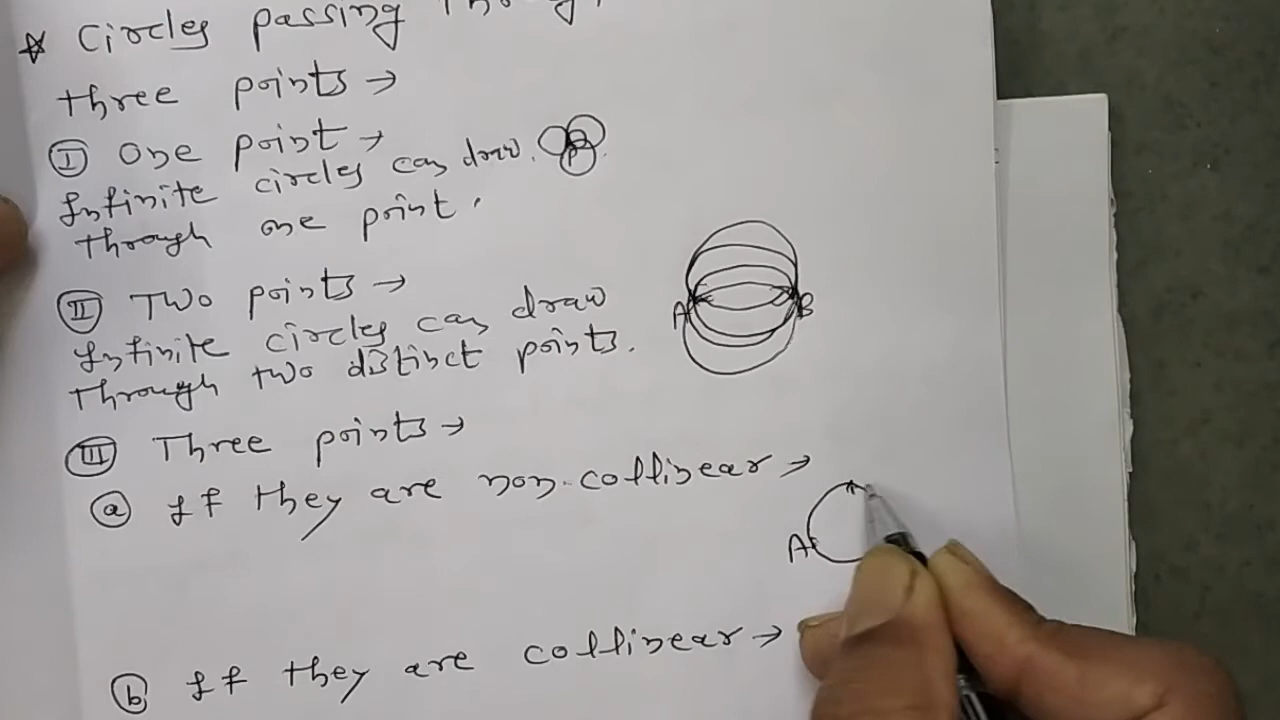 ☆ Circles passing
three points →
Ⓘ One point →
Infinite circles can draw.
P
through one point.
Ⅱ Two points →
Infinite circles can draw
through two distinct points.
A B
Ⅲ Three points →
ⓐ If they are non-collinear →
A
ⓑ If they are collinear →